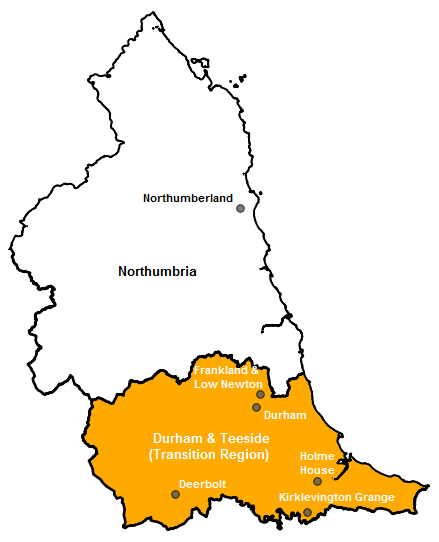 Northumberland
Northumbria
Frankland &
Low Newton
Durham
Durham & Teeside
(Transition Region)
Holme
House
Deerbolt
Kirklevington Grange